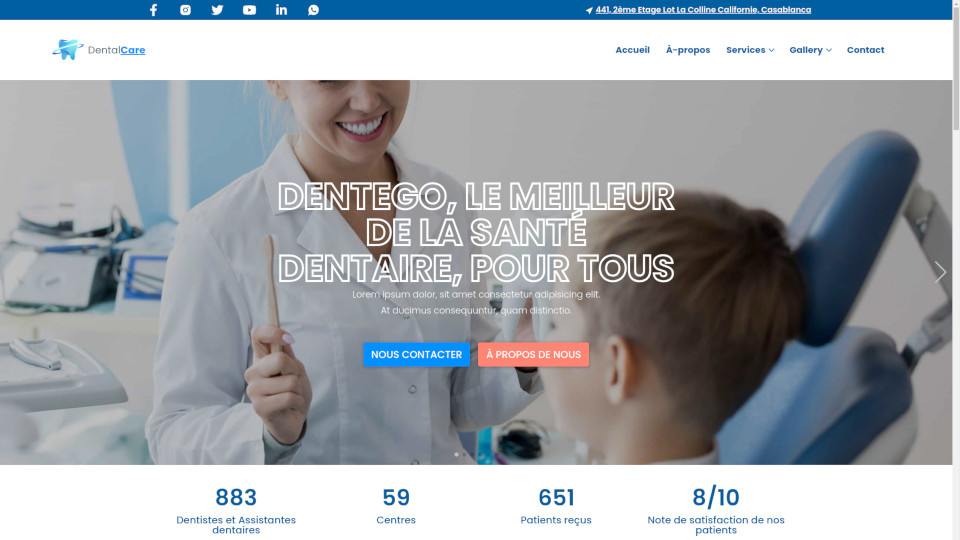 441, 2ème Etage Lot La Colline Californie, Casablanca
DentalCare
Accueil
À-propos
Services
Gallery
Contact
DENTEGO, LE MEILLEUR
DE LA SANTÉ
DENTAIRE, POUR TOUS
Lorem ipsum dolor, sit amet consectetur adipisicing elit.
At ducimus consequuntur, quam distinctio.
NOUS CONTACTER
À PROPOS DE NOUS
883
Dentistes et Assistantes
dentaires
59
Centres
651
Patients reçus
8/10
Note de satisfaction de nos
patients